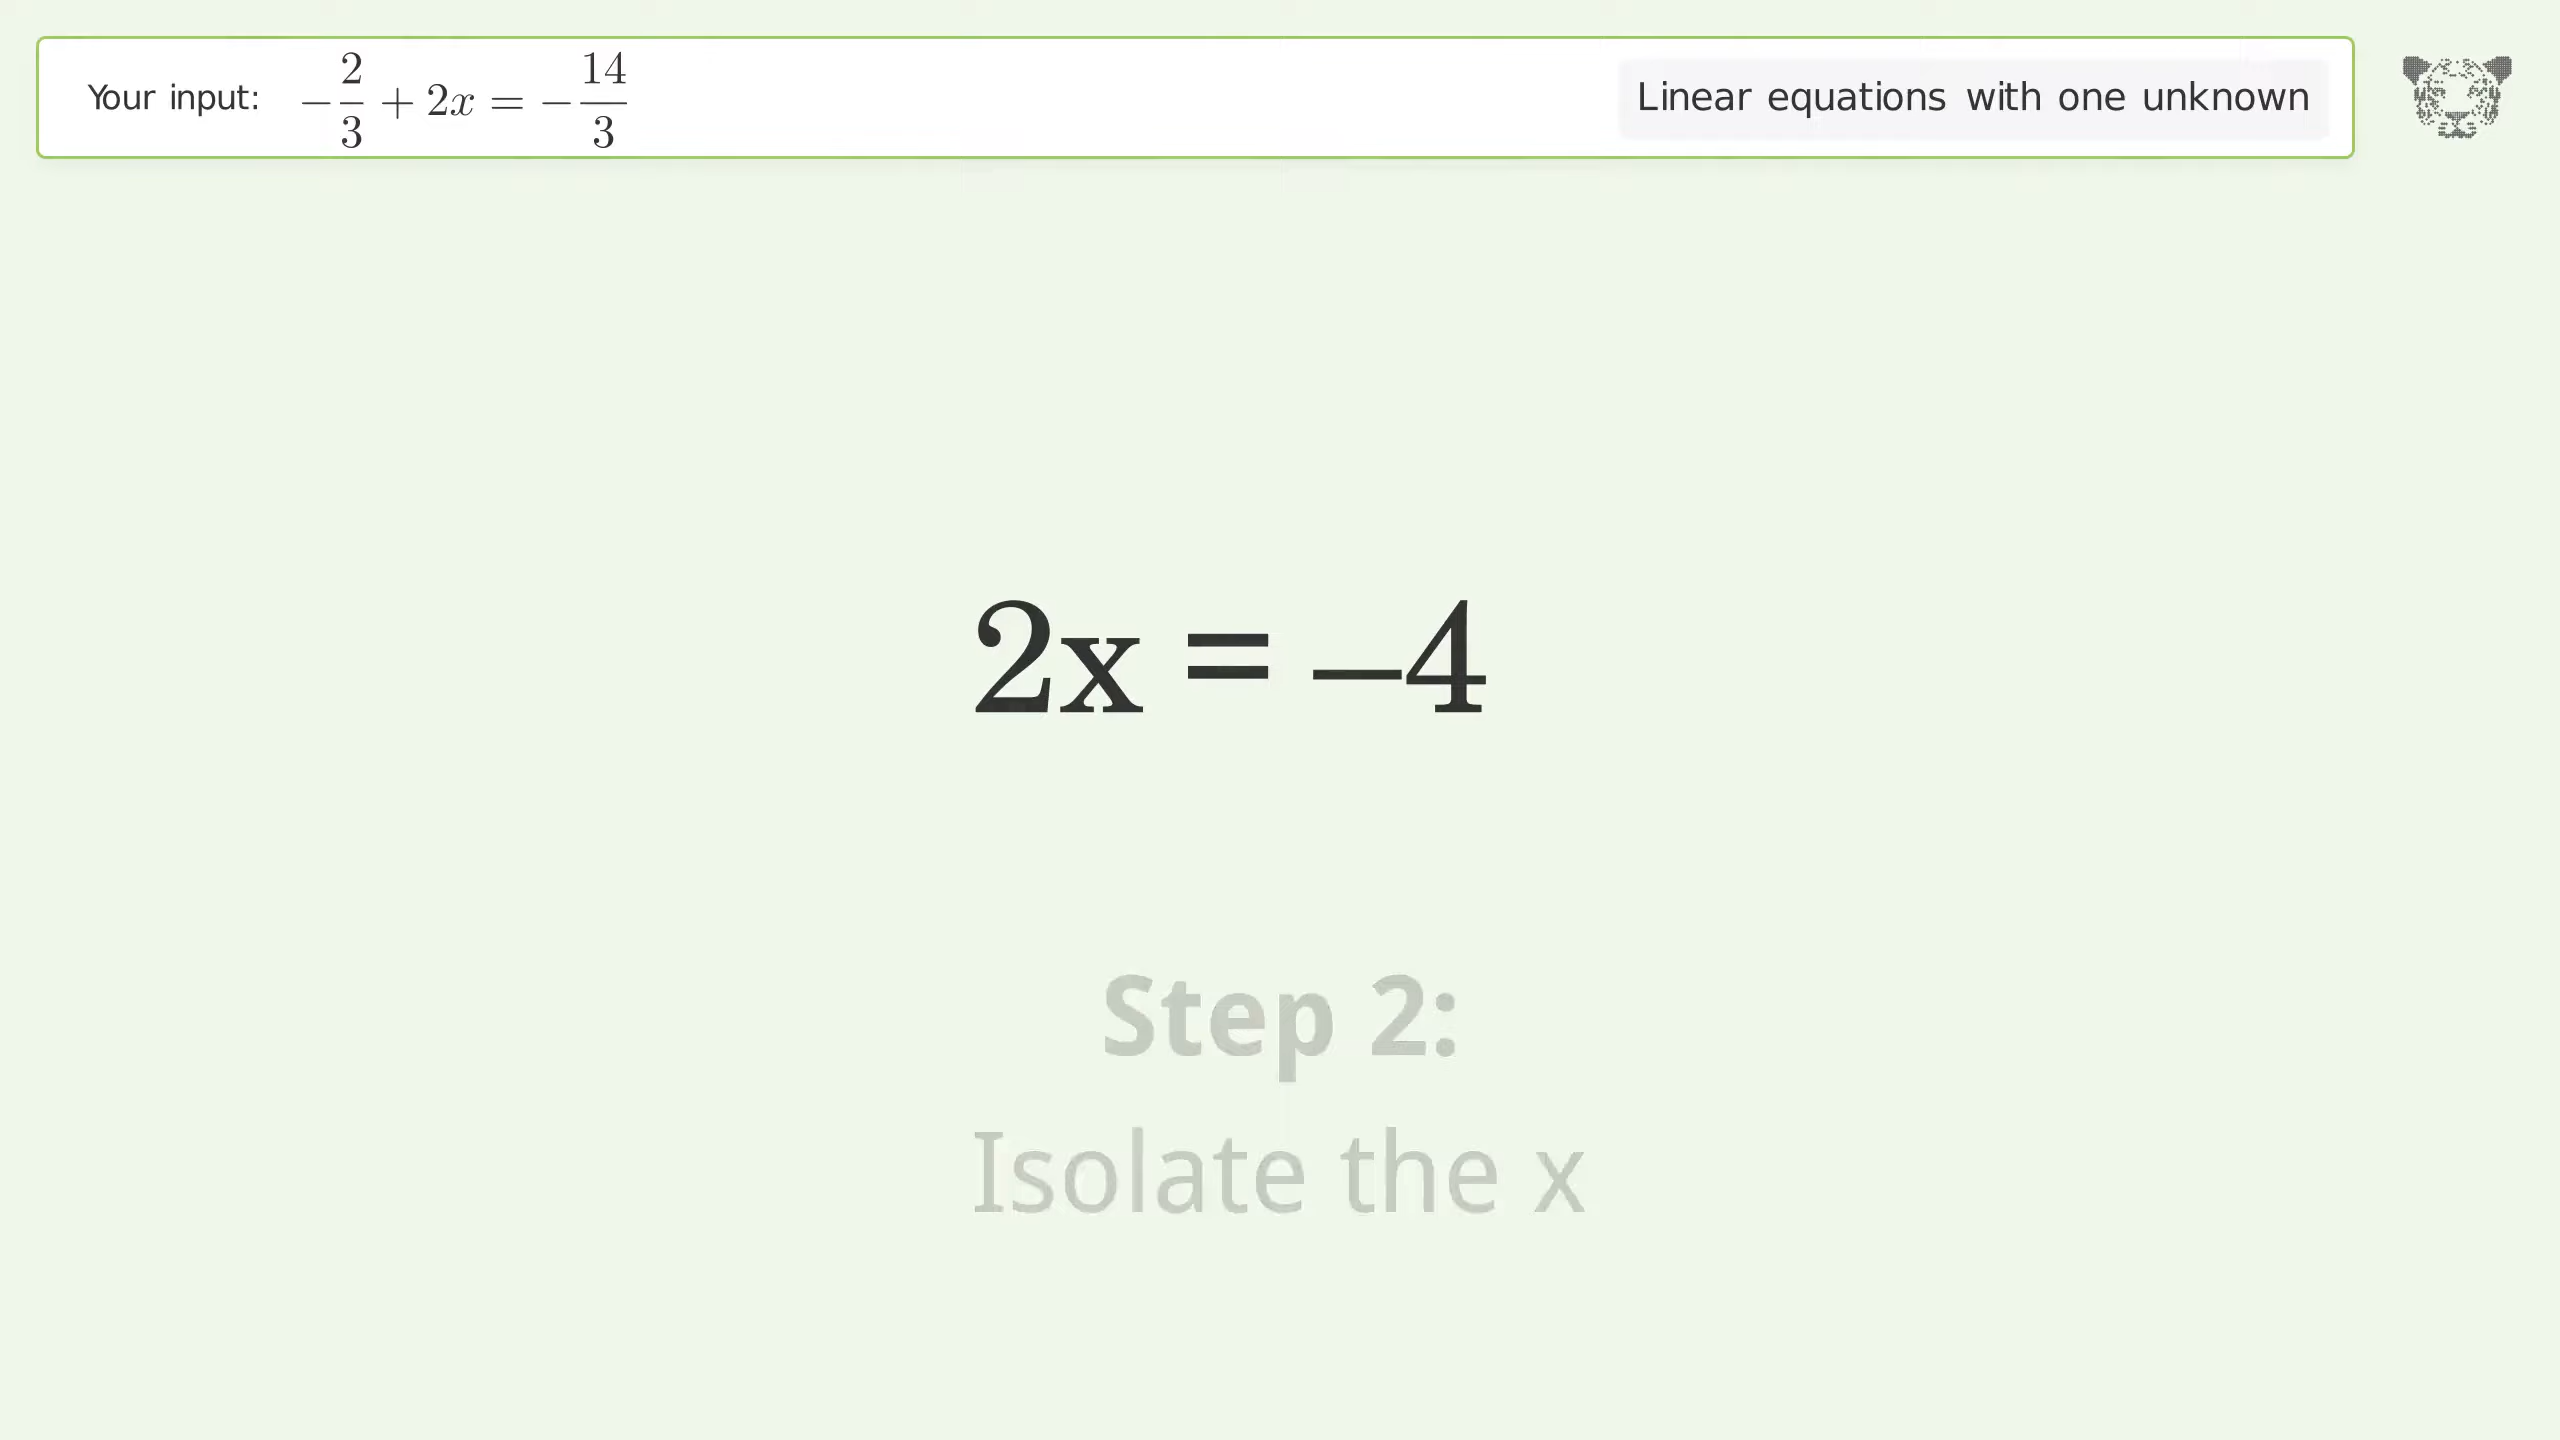 Your input: −2/3 + 2x = −14/3
Linear equations with one unknown
2x = −4
Step 2:
Isolate the x